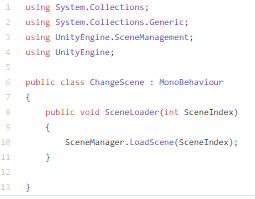 1 using System.Collections;
2 using System.Collections.Generic;
3 using UnityEngine.SceneManagement;
4 using UnityEngine;
5
6 public class ChangeScene : MonoBehaviour
7 {
8 public void SceneLoader(int SceneIndex)
9 {
10 SceneManager.LoadScene(SceneIndex);
11 }
12
13 }